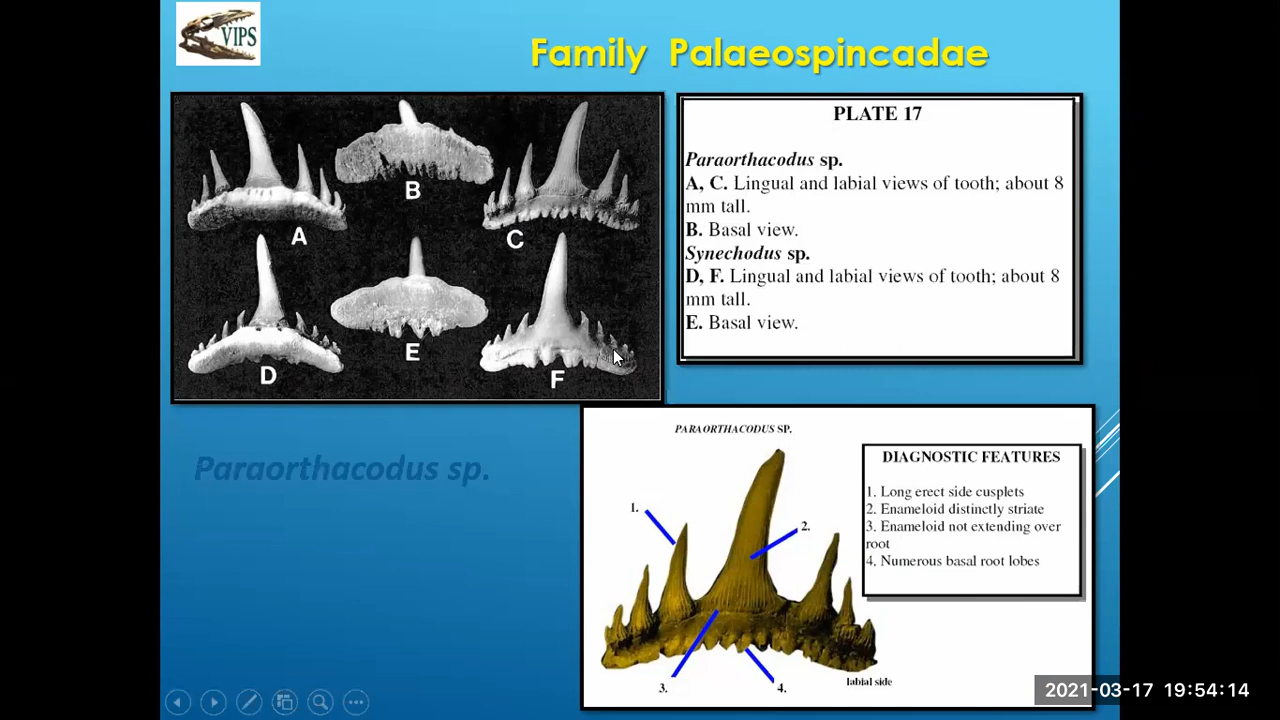 VIPS
Family Palaeospincadae
A
B
C
D
E
F
PLATE 17
Paraorthacodus sp.
A, C. Lingual and labial views of tooth; about 8
mm tall.
B. Basal view.
Synechodus sp.
D, F. Lingual and labial views of tooth; about 8
mm tall.
E. Basal view.
Paraorthacodus sp.
PARAORTHACODUS SP.
1.
2.
3.
4.
labial side
DIAGNOSTIC FEATURES
1. Long erect side cusplets
2. Enameloid distinctly striate
3. Enameloid not extending over
root
4. Numerous basal root lobes
2021-03-17 19:54:14